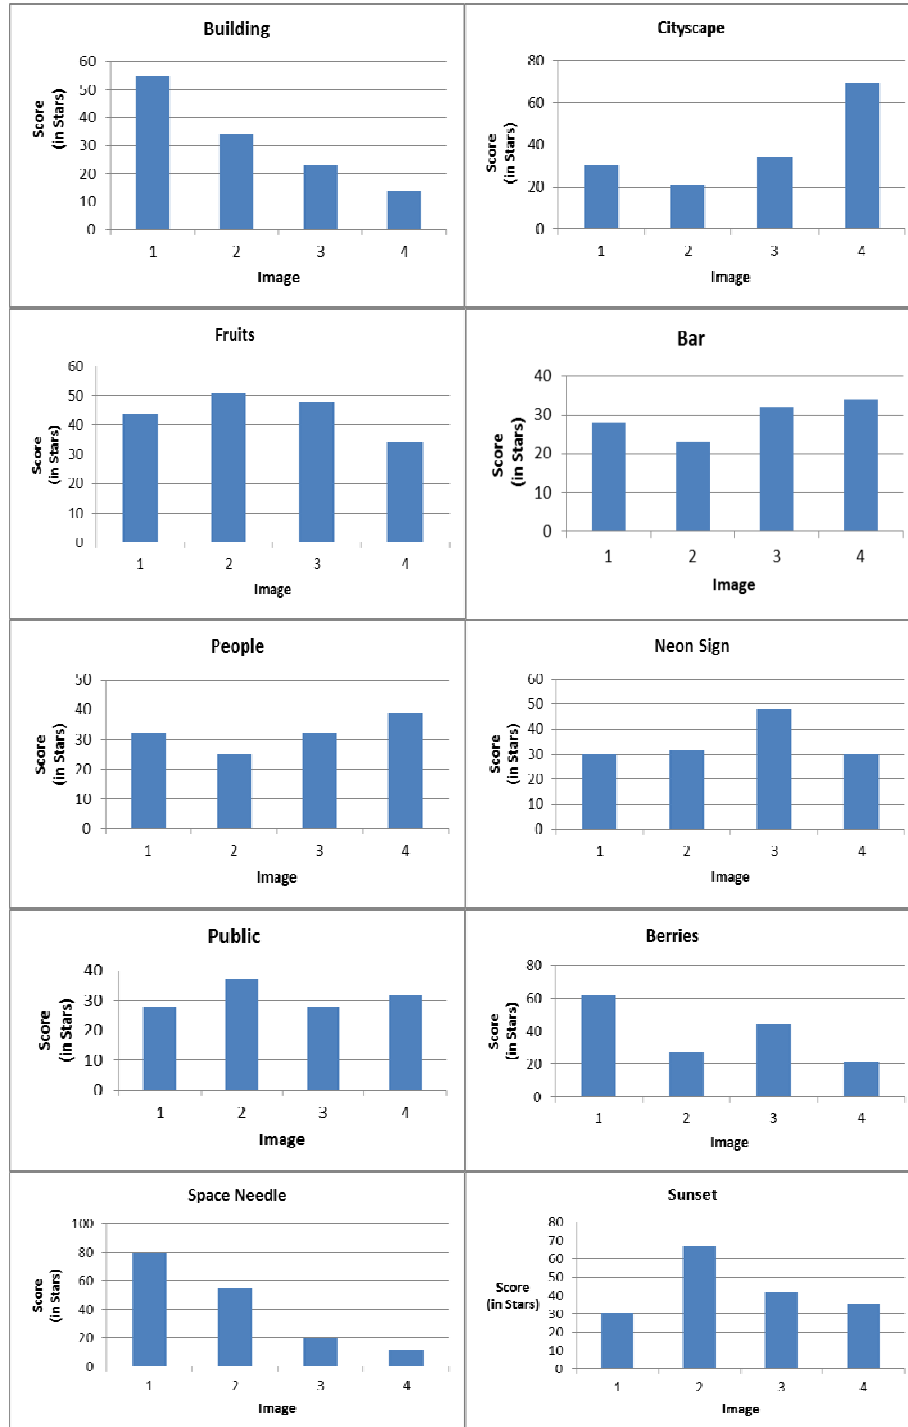 Building
Score
(in Stars)
60
50
40
30
20
10
0
1 2 3 4
Image
Cityscape
Score
(in Stars)
80
60
40
20
0
1 2 3 4
Image
Fruits
Score
(in Stars)
60
50
40
30
20
10
0
1 2 3 4
Image
Bar
Score
(in Stars)
40
30
20
10
0
1 2 3 4
Image
People
Score
(in Stars)
50
40
30
20
10
0
1 2 3 4
Image
Neon Sign
Score
(in Stars)
60
50
40
30
20
10
0
1 2 3 4
Image
Public
Score
(in Stars)
40
30
20
10
0
1 2 3 4
Image
Berries
Score
(in Stars)
80
60
40
20
0
1 2 3 4
Image
Space Needle
Score
(in Stars)
100
80
60
40
20
0
1 2 3 4
Image
Sunset
Score
(in Stars)
80
70
60
50
40
30
20
10
0
1 2 3 4
Image